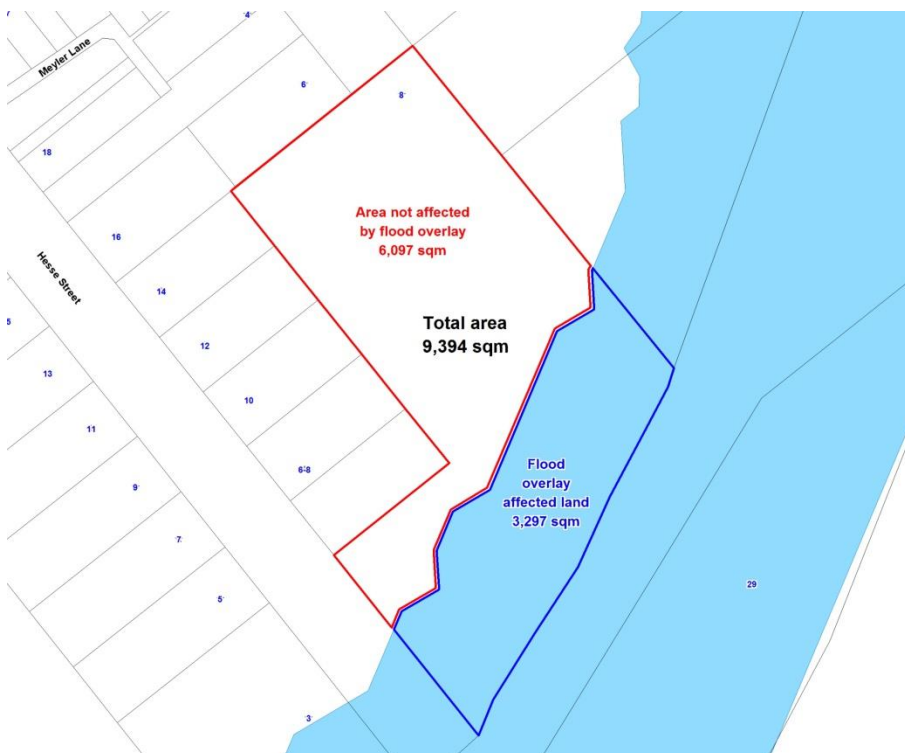 4
Meyler Lane
6
8
18
Area not affected
by flood overlay
6,097 sqm
16
Hesse Street
14
Total area
9,394 sqm
12
13
10
11
6-8
Flood
overlay
affected land
3,297 sqm
9
7
29
5
3